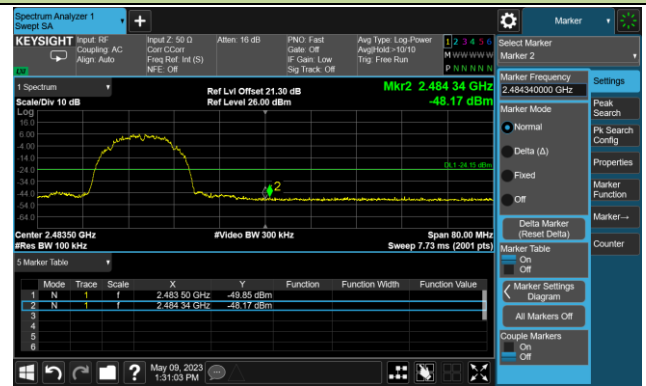 Spectrum Analyzer 1
Swept SA
Marker
KEYSIGHT
Input: RF
Coupling: AC
Align: Auto
Input Z: 50 Ω
Corr CCorr
Freq Ref: Int (S)
NFE: Off
Atten: 16 dB
PNO: Fast
Gate: Off
IF Gain: Low
Sig Track: Off
Avg Type: Log-Power
Avg|Hold:>10/10
Trig: Free Run
1 2 3 4 5 6
M W W W W W
P N N N N N
Select Marker
Marker 2
1 Spectrum
Scale/Div 10 dB
Log
Ref Lvl Offset 21.30 dB
Ref Level 26.00 dBm
Mkr2 2.484 34 GHz
-48.17 dBm
16.0
6.00
-4.00
-14.0
-24.0
-34.0
-44.0
-54.0
-64.0
DL1 -24.15 dBm
2
Center 2.48350 GHz
#Res BW 100 kHz
#Video BW 300 kHz
Span 80.00 MHz
Sweep 7.73 ms (2001 pts)
5 Marker Table
Mode Trace Scale X Y Function Function Width Function Value
1 N 1 f 2.483 50 GHz -49.85 dBm
2 N 1 f 2.484 34 GHz -48.17 dBm
3
4
5
6
Marker Frequency
2.484340000 GHz
Marker Mode
Normal
Delta (Δ)
Fixed
Off
Delta Marker
(Reset Delta)
Marker Table
On
Off
Marker Settings
Diagram
All Markers Off
Couple Markers
On
Off
Settings
Peak
Search
Pk Search
Config
Properties
Marker
Function
Marker→
Counter
?
May 09, 2023
1:31:03 PM